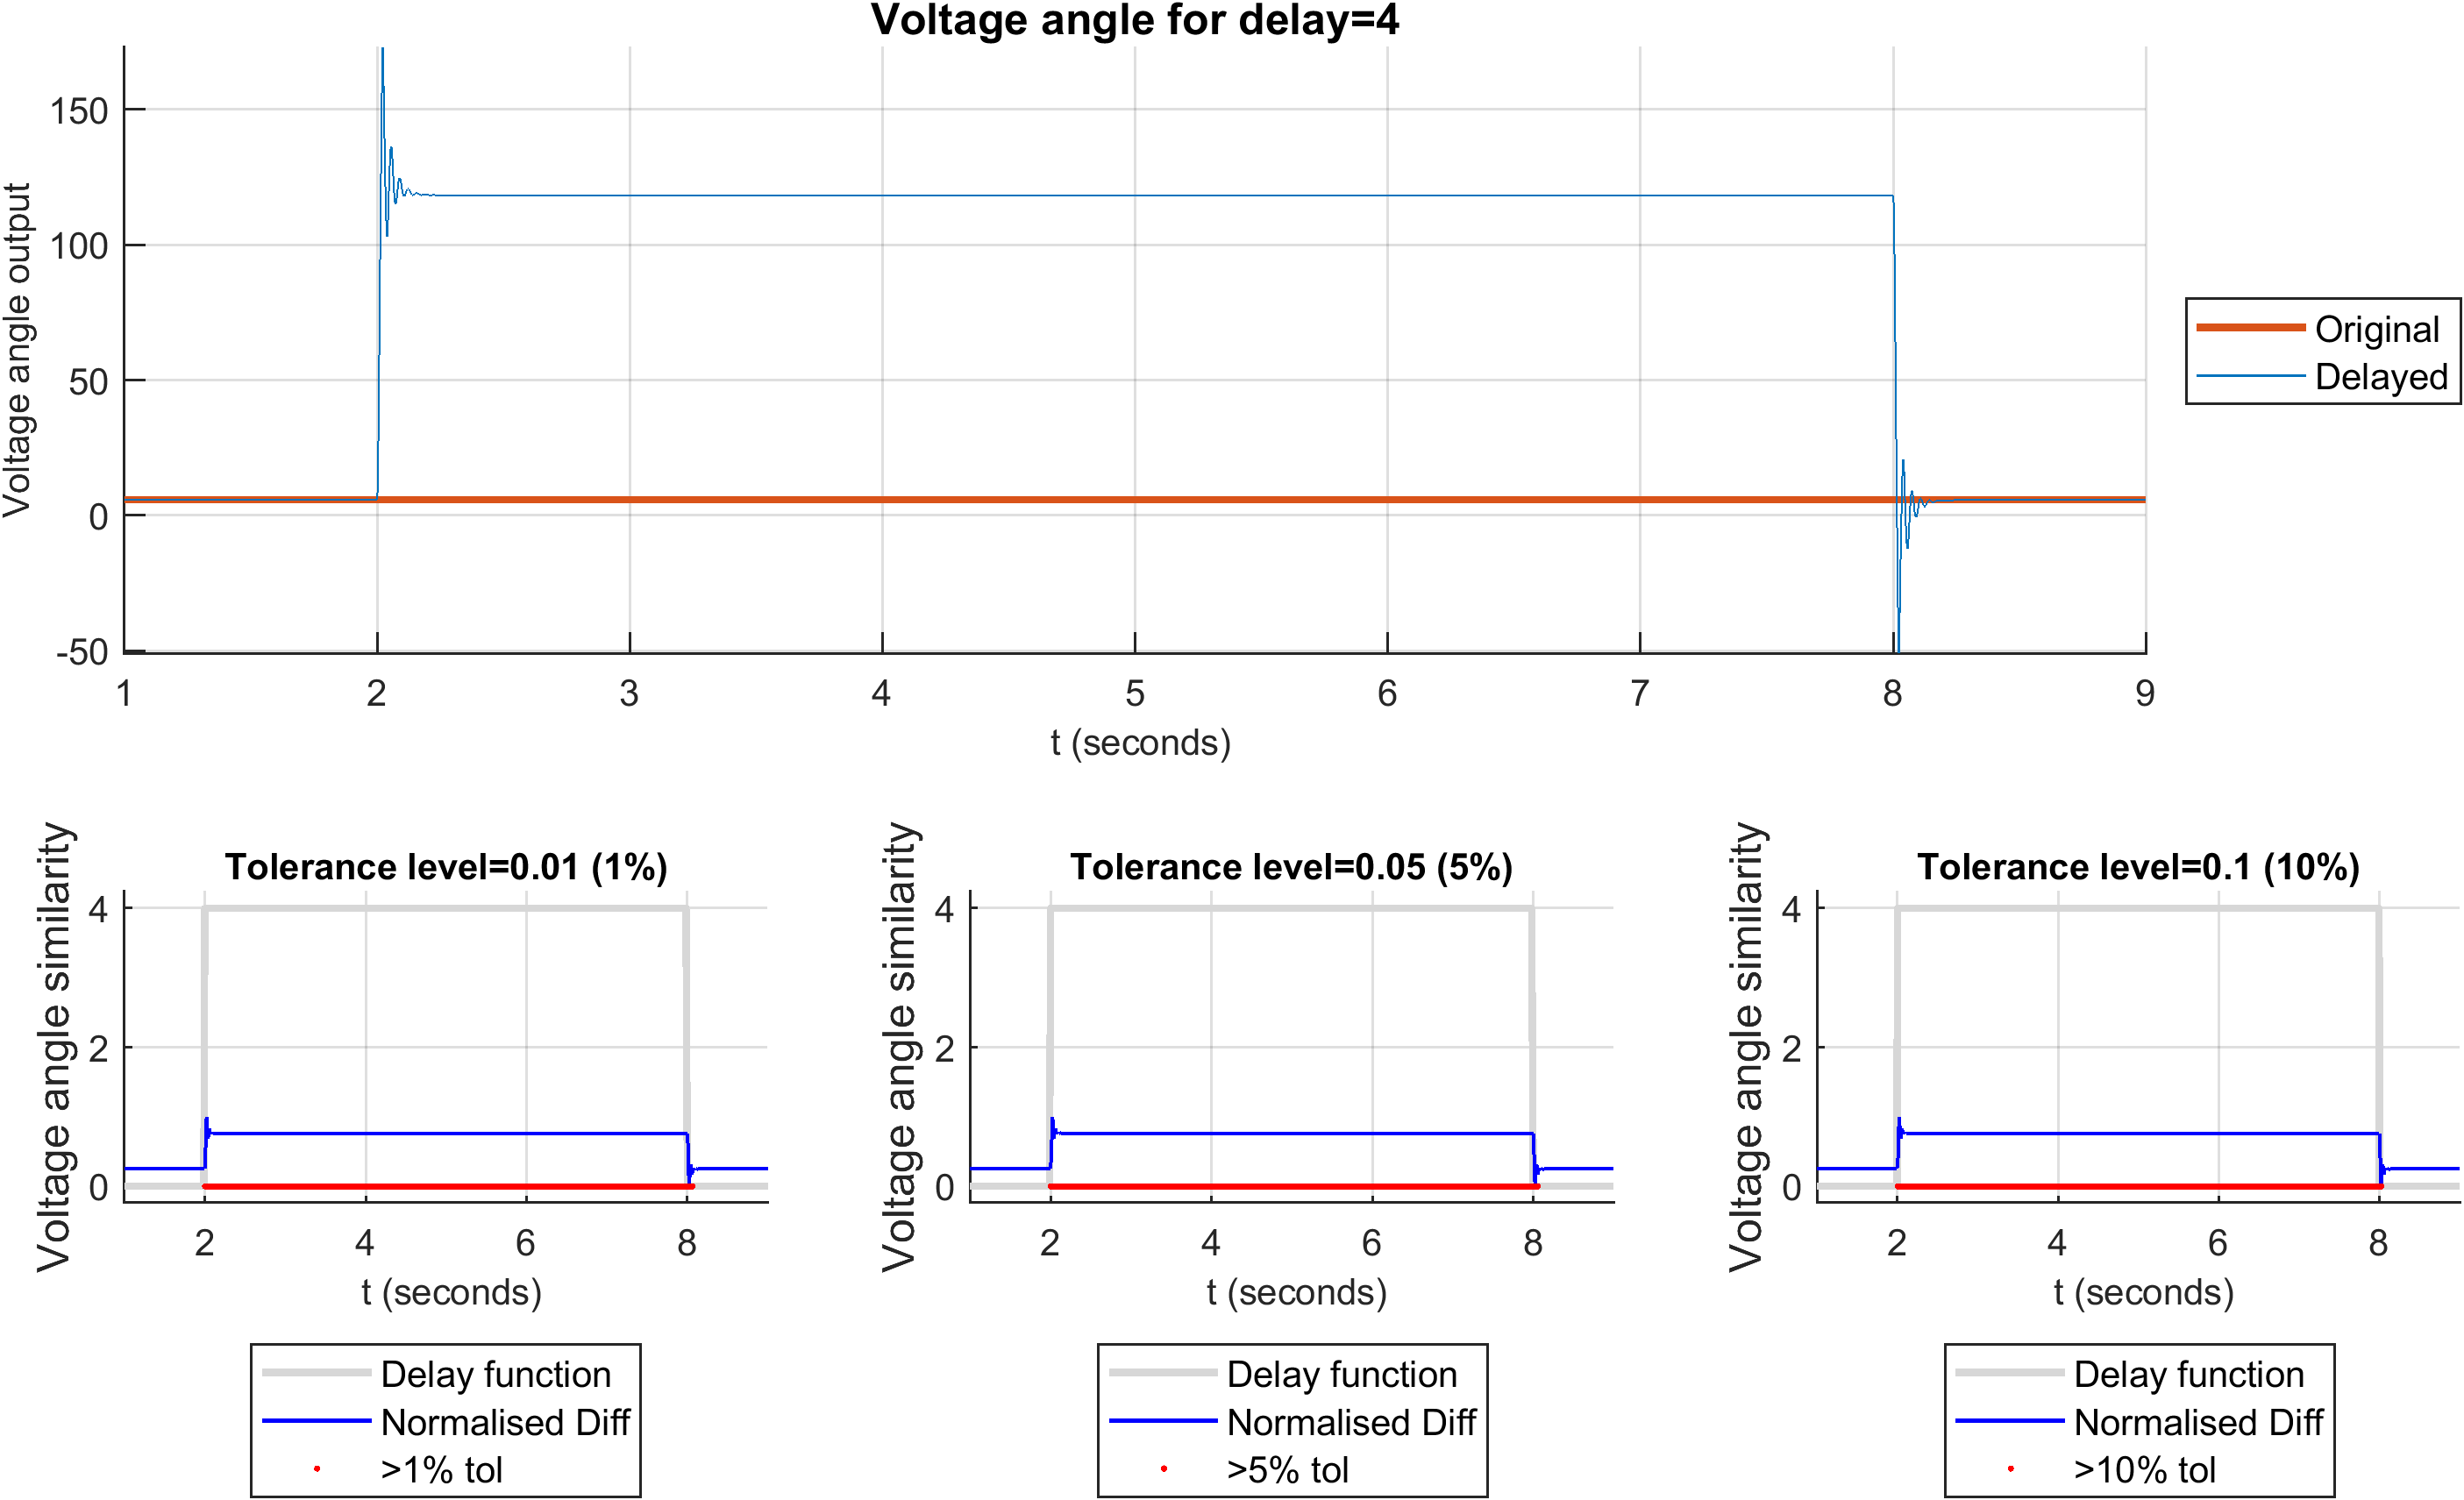 Voltage angle for delay=4
Voltage angle output
150
100
50
0
-50
1 2 3 4 5 6 7 8 9
t (seconds)
Original
Delayed
Tolerance level=0.01 (1%)
Voltage angle similarity
4
2
0
2 4 6 8
t (seconds)
Delay function
Normalised Diff
>1% tol
Tolerance level=0.05 (5%)
Voltage angle similarity
4
2
0
2 4 6 8
t (seconds)
Delay function
Normalised Diff
>5% tol
Tolerance level=0.1 (10%)
Voltage angle similarity
4
2
0
2 4 6 8
t (seconds)
Delay function
Normalised Diff
>10% tol